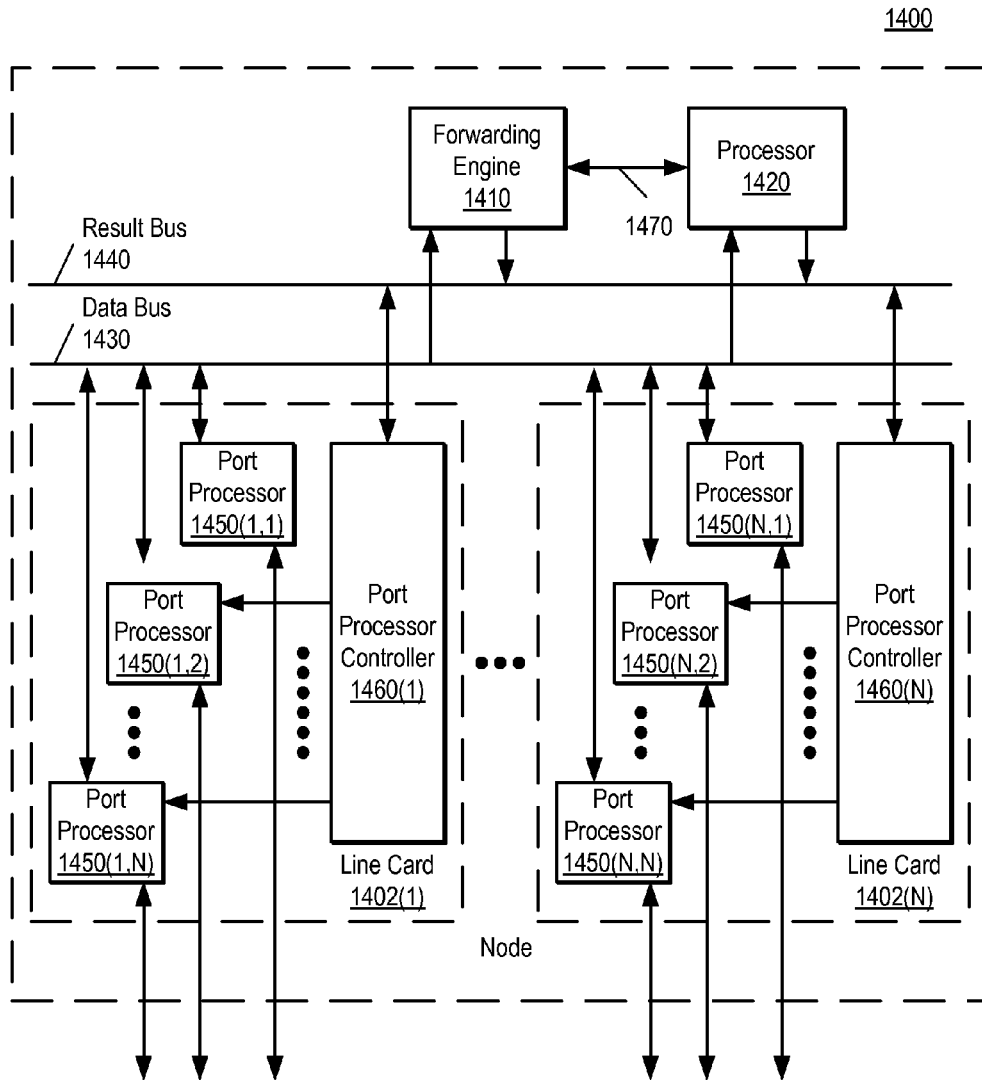 1400
Forwarding
Engine
1410
Processor
1420
1470
Result Bus
1440
Data Bus
1430
Port
Processor
1450(1,1)
Port
Processor
1450(1,2)
Port
Processor
1450(1,N)
Port
Processor
Controller
1460(1)
Line Card
1402(1)
Port
Processor
1450(N,1)
Port
Processor
1450(N,2)
Port
Processor
1450(N,N)
Port
Processor
Controller
1460(N)
Line Card
1402(N)
Node